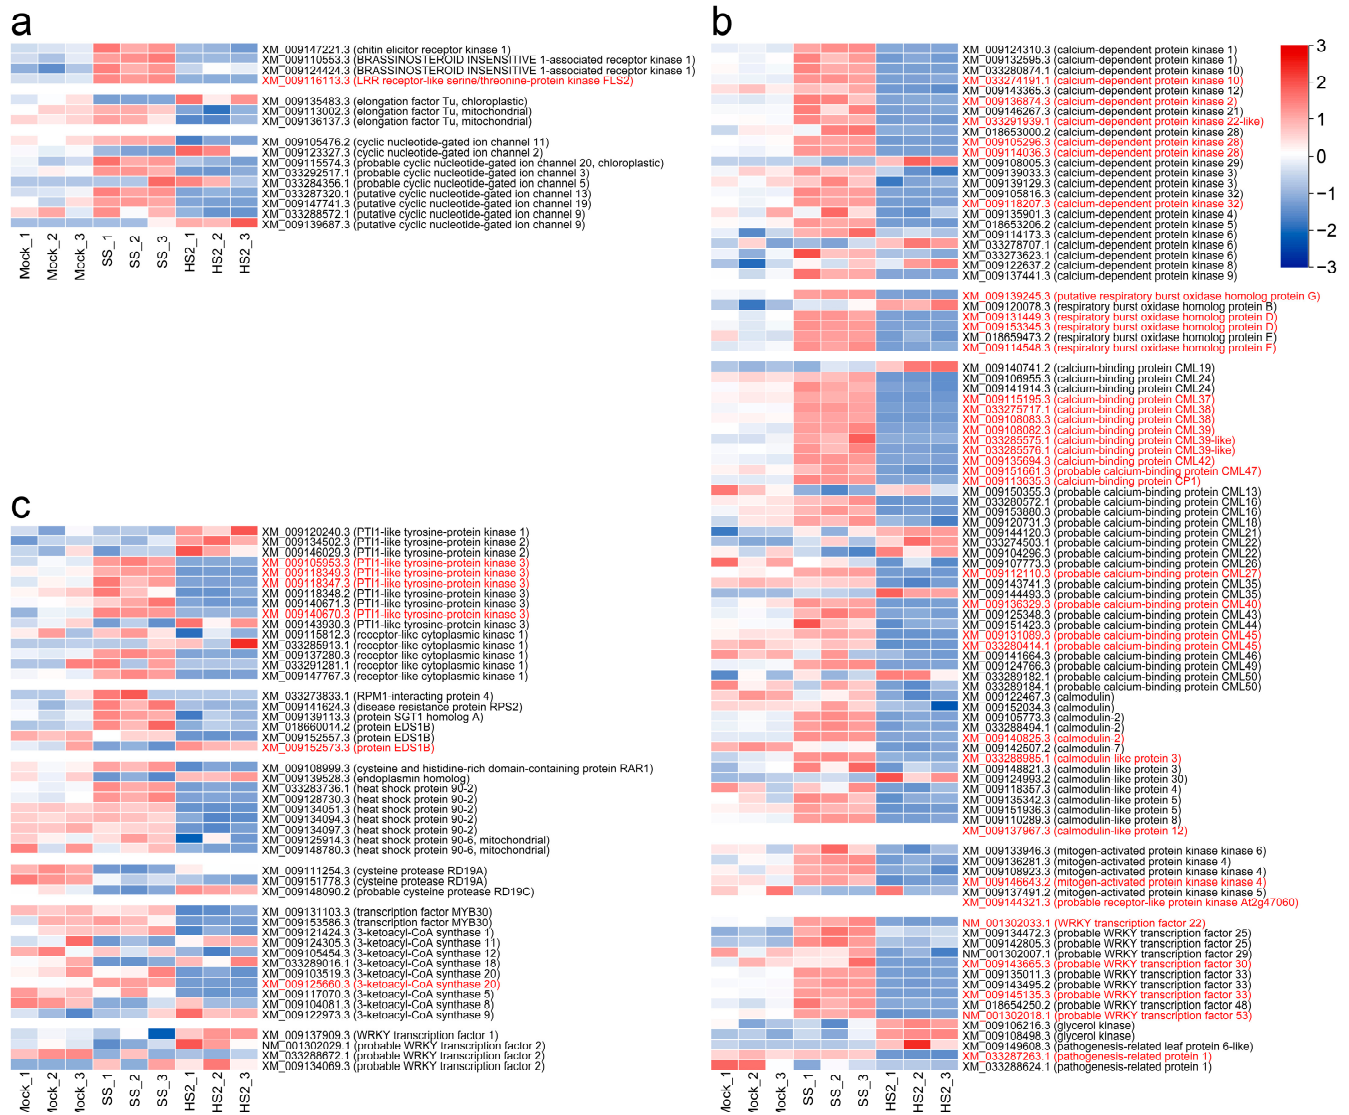 a
XM_009147221.3 (chitin elicitor receptor kinase 1)
XM_009110553.3 (BRASSINOSTEROID INSENSITIVE 1-associated receptor kinase 1)
XM_009124424.3 (BRASSINOSTEROID INSENSITIVE 1-associated receptor kinase 1)
XM_009116113.3 (LRR receptor-like serine/threonine-protein kinase FLS2)
XM_009135483.3 (elongation factor Tu, chloroplastic)
XM_009113002.3 (elongation factor Tu, mitochondrial)
XM_009136137.3 (elongation factor Tu, mitochondrial)
XM_009105476.2 (cyclic nucleotide-gated ion channel 11)
XM_009123327.3 (cyclic nucleotide-gated ion channel 2)
XM_009115574.3 (probable cyclic nucleotide-gated ion channel 20, chloroplastic)
XM_033292517.1 (probable cyclic nucleotide-gated ion channel 3)
XM_033284356.1 (probable cyclic nucleotide-gated ion channel 5)
XM_033287320.1 (putative cyclic nucleotide-gated ion channel 13)
XM_009147741.3 (putative cyclic nucleotide-gated ion channel 19)
XM_033288572.1 (putative cyclic nucleotide-gated ion channel 9)
XM_009139687.3 (putative cyclic nucleotide-gated ion channel 9)
Mock_1 Mock_2 Mock_3 SS_1 SS_2 SS_3 HS2_1 HS2_2 HS2_3
b
XM_009124310.3 (calcium-dependent protein kinase 1)
XM_009132595.3 (calcium-dependent protein kinase 1)
XM_033280874.1 (calcium-dependent protein kinase 10)
XM_033274191.1 (calcium-dependent protein kinase 10)
XM_009143365.3 (calcium-dependent protein kinase 12)
XM_009136874.3 (calcium-dependent protein kinase 2)
XM_009146267.3 (calcium-dependent protein kinase 21)
XM_033291939.1 (calcium-dependent protein kinase 22-like)
XM_018653000.2 (calcium-dependent protein kinase 28)
XM_009105296.3 (calcium-dependent protein kinase 28)
XM_009114036.3 (calcium-dependent protein kinase 28)
XM_009108005.3 (calcium-dependent protein kinase 29)
XM_009139033.3 (calcium-dependent protein kinase 3)
XM_009139129.3 (calcium-dependent protein kinase 3)
XM_009105816.3 (calcium-dependent protein kinase 32)
XM_009118207.3 (calcium-dependent protein kinase 32)
XM_009135901.3 (calcium-dependent protein kinase 4)
XM_018653206.2 (calcium-dependent protein kinase 5)
XM_009114173.3 (calcium-dependent protein kinase 6)
XM_033278707.1 (calcium-dependent protein kinase 6)
XM_033273623.1 (calcium-dependent protein kinase 6)
XM_009122637.2 (calcium-dependent protein kinase 8)
XM_009137441.3 (calcium-dependent protein kinase 9)
3
2
1
0
−1
−2
−3
XM_009139245.3 (putative respiratory burst oxidase homolog protein G)
XM_009120078.3 (respiratory burst oxidase homolog protein B)
XM_009131449.3 (respiratory burst oxidase homolog protein D)
XM_009153345.3 (respiratory burst oxidase homolog protein D)
XM_018659473.2 (respiratory burst oxidase homolog protein E)
XM_009114548.3 (respiratory burst oxidase homolog protein F)
XM_009140741.2 (calcium-binding protein CML19)
XM_009106955.3 (calcium-binding protein CML24)
XM_009141914.3 (calcium-binding protein CML24)
XM_009115195.3 (calcium-binding protein CML37)
XM_033275717.1 (calcium-binding protein CML38)
XM_009108083.3 (calcium-binding protein CML38)
XM_009108082.3 (calcium-binding protein CML39)
XM_033285575.1 (calcium-binding protein CML39-like)
XM_033285576.1 (calcium-binding protein CML39-like)
XM_009135694.3 (calcium-binding protein CML42)
XM_009151661.3 (probable calcium-binding protein CML47)
XM_009113635.3 (calcium-binding protein CP1)
XM_009150355.3 (probable calcium-binding protein CML13)
XM_033280572.1 (probable calcium-binding protein CML16)
XM_009153880.3 (probable calcium-binding protein CML16)
XM_009120731.3 (probable calcium-binding protein CML18)
XM_009144120.3 (probable calcium-binding protein CML21)
XM_033274503.1 (probable calcium-binding protein CML22)
XM_009104296.3 (probable calcium-binding protein CML22)
XM_009107773.3 (probable calcium-binding protein CML26)
XM_009112110.3 (probable calcium-binding protein CML27)
XM_009143741.3 (probable calcium-binding protein CML35)
XM_009144493.3 (probable calcium-binding protein CML35)
XM_009136329.3 (probable calcium-binding protein CML40)
XM_009125348.3 (probable calcium-binding protein CML43)
XM_009151423.3 (probable calcium-binding protein CML44)
XM_009131089.3 (probable calcium-binding protein CML45)
XM_033280414.1 (probable calcium-binding protein CML45)
XM_009141664.3 (probable calcium-binding protein CML46)
XM_009124766.3 (probable calcium-binding protein CML49)
XM_033289182.1 (probable calcium-binding protein CML50)
XM_033289184.1 (probable calcium-binding protein CML50)
XM_009122467.3 (calmodulin)
XM_009152034.3 (calmodulin)
XM_009105773.3 (calmodulin-2)
XM_033288494.1 (calmodulin-2)
XM_009140825.3 (calmodulin-2)
XM_009142507.2 (calmodulin-7)
XM_033288985.1 (calmodulin like protein 3)
XM_009148821.3 (calmodulin-like protein 3)
XM_009124993.2 (calmodulin like protein 30)
XM_009118357.3 (calmodulin-like protein 4)
XM_009135342.3 (calmodulin-like protein 5)
XM_009151936.3 (calmodulin-like protein 5)
XM_009110289.3 (calmodulin-like protein 8)
XM_009137967.3 (calmodulin-like protein 12)
XM_009133946.3 (mitogen-activated protein kinase kinase 6)
XM_009136281.3 (mitogen-activated protein kinase 4)
XM_009108923.3 (mitogen-activated protein kinase kinase 4)
XM_009146643.2 (mitogen-activated protein kinase kinase 4)
XM_009137491.2 (mitogen-activated protein kinase kinase 5)
XM_009144321.3 (probable receptor-like protein kinase At2g47060)
NM_001302033.1 (WRKY transcription factor 22)
XM_009134472.3 (probable WRKY transcription factor 25)
XM_009142805.3 (probable WRKY transcription factor 25)
NM_001302007.1 (probable WRKY transcription factor 29)
XM_009143665.3 (probable WRKY transcription factor 30)
XM_009135011.3 (probable WRKY transcription factor 33)
XM_009143495.2 (probable WRKY transcription factor 33)
XM_009145135.3 (probable WRKY transcription factor 33)
XM_018654250.2 (probable WRKY transcription factor 48)
NM_001302018.1 (probable WRKY transcription factor 53)
XM_009106216.3 (glycerol kinase)
XM_009108498.3 (glycerol kinase)
XM_009149608.3 (pathogenesis-related leaf protein 6-like)
XM_033287263.1 (pathogenesis-related protein 1)
XM_033288624.1 (pathogenesis-related protein 1)
Mock_1 Mock_2 Mock_3 SS_1 SS_2 SS_3 HS2_1 HS2_2 HS2_3
c
XM_009120240.3 (PTI1-like tyrosine-protein kinase 1)
XM_009134502.3 (PTI1-like tyrosine-protein kinase 2)
XM_009146029.3 (PTI1-like tyrosine-protein kinase 2)
XM_009105953.3 (PTI1-like tyrosine-protein kinase 3)
XM_009118349.3 (PTI1-like tyrosine-protein kinase 3)
XM_009118347.3 (PTI1-like tyrosine-protein kinase 3)
XM_009118348.2 (PTI1-like tyrosine-protein kinase 3)
XM_009140671.3 (PTI1-like tyrosine-protein kinase 3)
XM_009140670.3 (PTI1-like tyrosine-protein kinase 3)
XM_009143930.3 (PTI1-like tyrosine-protein kinase 3)
XM_009115812.3 (receptor-like cytoplasmic kinase 1)
XM_033285913.1 (receptor like cytoplasmic kinase 1)
XM_009137280.3 (receptor-like cytoplasmic kinase 1)
XM_033291281.1 (receptor like cytoplasmic kinase 1)
XM_009147767.3 (receptor-like cytoplasmic kinase 1)
XM_033273833.1 (RPM1-interacting protein 4)
XM_009141624.3 (disease resistance protein RPS2)
XM_009139113.3 (protein SGT1 homolog A)
XM_018660014.2 (protein EDS1B)
XM_009152557.3 (protein EDS1B)
XM_009152573.3 (protein EDS1B)
XM_009108999.3 (cysteine and histidine-rich domain-containing protein RAR1)
XM_009139528.3 (endoplasmin homolog)
XM_033283736.1 (heat shock protein 90-2)
XM_009128730.3 (heat shock protein 90-2)
XM_009134051.3 (heat shock protein 90-2)
XM_009134094.3 (heat shock protein 90-2)
XM_009134097.3 (heat shock protein 90-2)
XM_009125914.3 (heat shock protein 90-6, mitochondrial)
XM_009148780.3 (heat shock protein 90-6, mitochondrial)
XM_009111254.3 (cysteine protease RD19A)
XM_009151778.3 (cysteine protease RD19A)
XM_009148090.2 (probable cysteine protease RD19C)
XM_009131103.3 (transcription factor MYB30)
XM_009153586.3 (transcription factor MYB30)
XM_009121424.3 (3-ketoacyl-CoA synthase 1)
XM_009124305.3 (3-ketoacyl-CoA synthase 11)
XM_009105454.3 (3-ketoacyl-CoA synthase 12)
XM_033289016.1 (3-ketoacyl-CoA synthase 18)
XM_009103519.3 (3-ketoacyl-CoA synthase 20)
XM_009125660.3 (3-ketoacyl-CoA synthase 20)
XM_009117070.3 (3-ketoacyl-CoA synthase 5)
XM_009104081.3 (3-ketoacyl-CoA synthase 8)
XM_009122973.3 (3-ketoacyl-CoA synthase 9)
XM_009137909.3 (WRKY transcription factor 1)
NM_001302029.1 (probable WRKY transcription factor 2)
XM_033288672.1 (probable WRKY transcription factor 2)
XM_009134069.3 (probable WRKY transcription factor 2)
Mock_1 Mock_2 Mock_3 SS_1 SS_2 SS_3 HS2_1 HS2_2 HS2_3